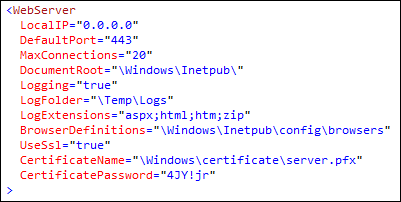 <WebServer
LocalIP="0.0.0.0"
DefaultPort="443"
MaxConnections="20"
DocumentRoot="\Windows\Inetpub\"
Logging="true"
LogFolder="\Temp\Logs"
LogExtensions="aspx;html;htm;zip"
BrowserDefinitions="\Windows\Inetpub\config\browsers"
UseSsl="true"
CertificateName="\Windows\certificate\server.pfx"
CertificatePassword="4JY!jr"
>